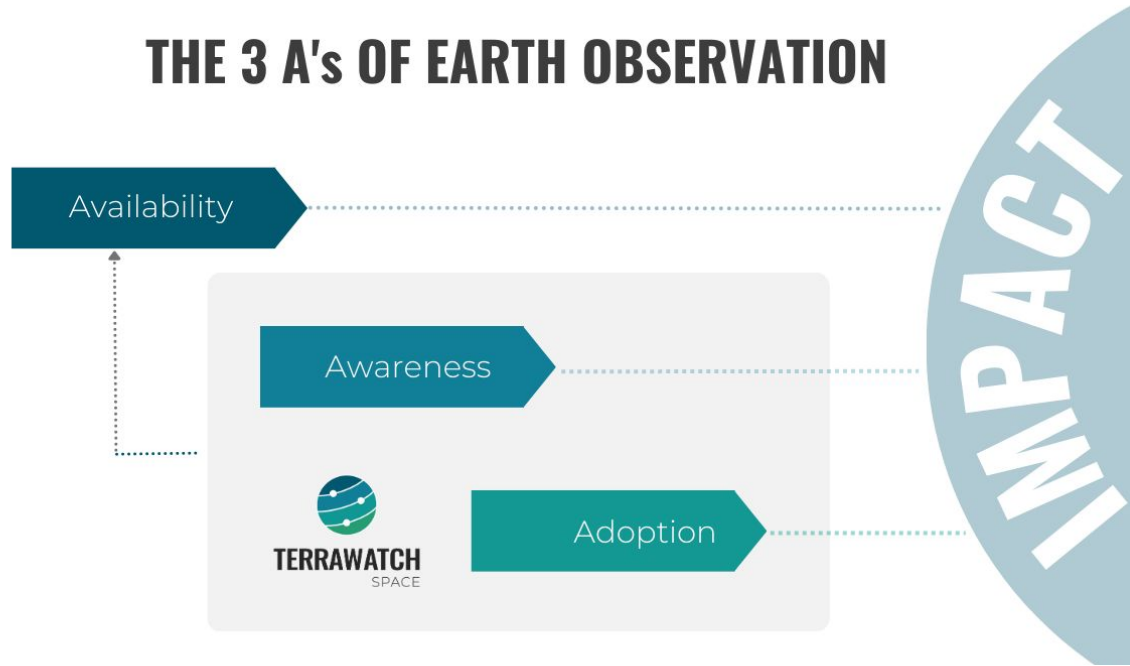 THE 3 A's OF EARTH OBSERVATION
Availability
Awareness
Adoption
TERRAWATCH
SPACE
IMPACT